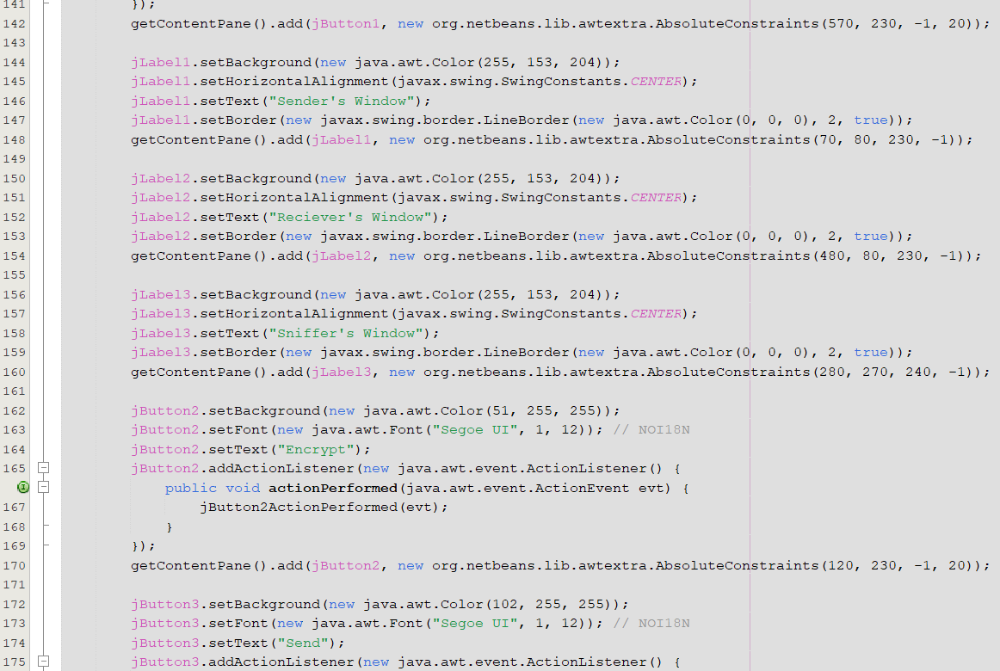 141 });
142 getContentPane().add(jButton1, new org.netbeans.lib.awtextra.AbsoluteConstraints(570, 230, -1, 20));
143
144 jLabel1.setBackground(new java.awt.Color(255, 153, 204));
145 jLabel1.setHorizontalAlignment(javax.swing.SwingConstants.CENTER);
146 jLabel1.setText("Sender's Window");
147 jLabel1.setBorder(new javax.swing.border.LineBorder(new java.awt.Color(0, 0, 0), 2, true));
148 getContentPane().add(jLabel1, new org.netbeans.lib.awtextra.AbsoluteConstraints(70, 80, 230, -1));
149
150 jLabel2.setBackground(new java.awt.Color(255, 153, 204));
151 jLabel2.setHorizontalAlignment(javax.swing.SwingConstants.CENTER);
152 jLabel2.setText("Reciever's Window");
153 jLabel2.setBorder(new javax.swing.border.LineBorder(new java.awt.Color(0, 0, 0), 2, true));
154 getContentPane().add(jLabel2, new org.netbeans.lib.awtextra.AbsoluteConstraints(480, 80, 230, -1));
155
156 jLabel3.setBackground(new java.awt.Color(255, 153, 204));
157 jLabel3.setHorizontalAlignment(javax.swing.SwingConstants.CENTER);
158 jLabel3.setText("Sniffer's Window");
159 jLabel3.setBorder(new javax.swing.border.LineBorder(new java.awt.Color(0, 0, 0), 2, true));
160 getContentPane().add(jLabel3, new org.netbeans.lib.awtextra.AbsoluteConstraints(280, 270, 240, -1));
161
162 jButton2.setBackground(new java.awt.Color(51, 255, 255));
163 jButton2.setFont(new java.awt.Font("Segoe UI", 1, 12)); // NOI18N
164 jButton2.setText("Encrypt");
165 jButton2.addActionListener(new java.awt.event.ActionListener() {
public void actionPerformed(java.awt.event.ActionEvent evt) {
167 jButton2ActionPerformed(evt);
168 }
169 });
170 getContentPane().add(jButton2, new org.netbeans.lib.awtextra.AbsoluteConstraints(120, 230, -1, 20));
171
172 jButton3.setBackground(new java.awt.Color(102, 255, 255));
173 jButton3.setFont(new java.awt.Font("Segoe UI", 1, 12)); // NOI18N
174 jButton3.setText("Send");
175 jButton3.addActionListener(new java.awt.event.ActionListener() {